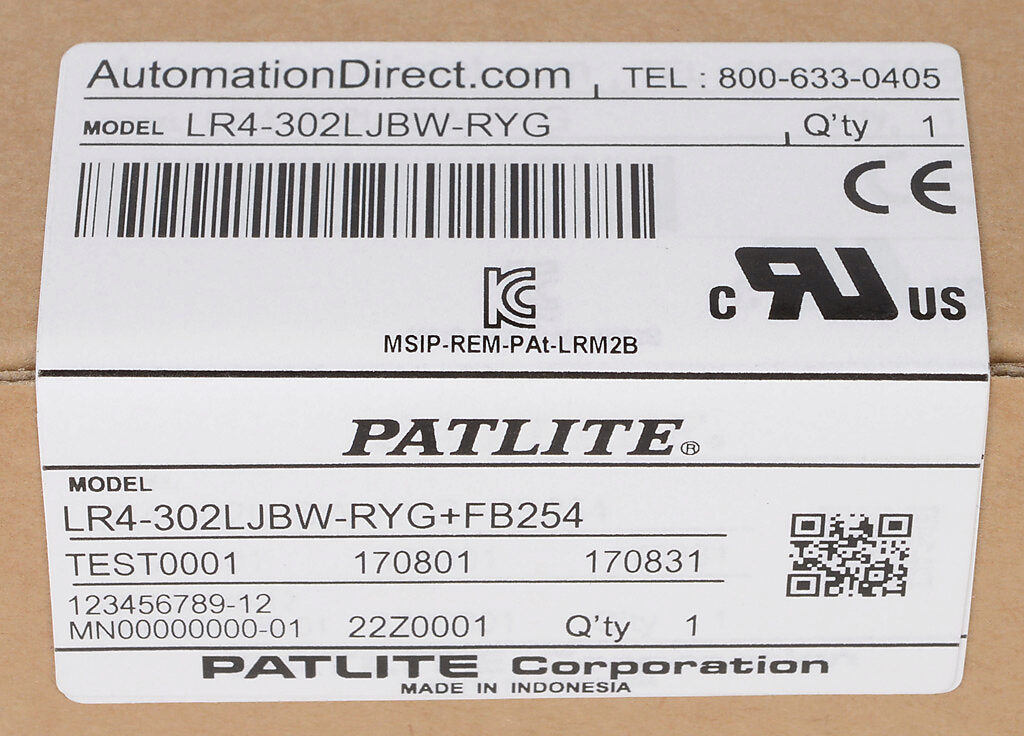 AutomationDirect.com TEL : 800-633-0405
MODEL LR4-302LJBW-RYG Q'ty 1
CE
C RU US
KC
MSIP-REM-PAt-LRM2B
PATLITE®
MODEL
LR4-302LJBW-RYG+FB254
TEST0001 170801 170831
123456789-12
MN00000000-01 22Z0001 Q'ty 1
PATLITE Corporation
MADE IN INDONESIA